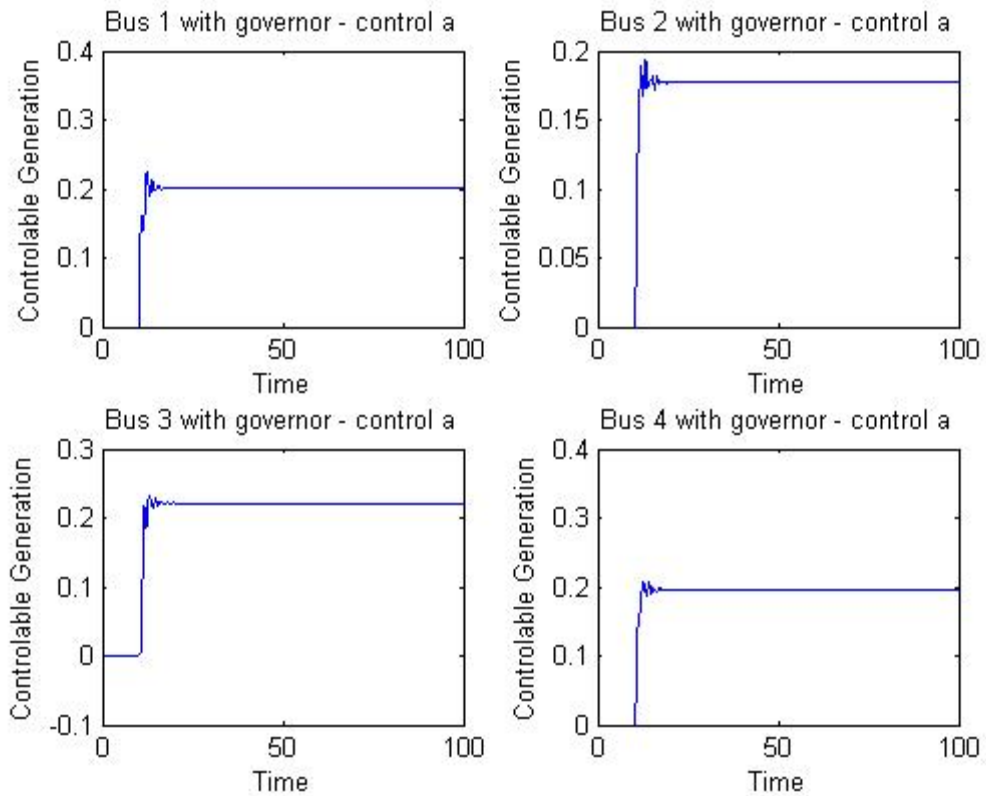 Bus 1 with governor - control a
Controlable Generation
0.4
0.3
0.2
0.1
0
0
50
100
Time
Bus 2 with governor - control a
Controlable Generation
0.2
0.15
0.1
0.05
0
0
50
100
Time
Bus 3 with governor - control a
Controlable Generation
0.3
0.2
0.1
0
-0.1
0
50
100
Time
Bus 4 with governor - control a
Controlable Generation
0.4
0.3
0.2
0.1
0
0
50
100
Time